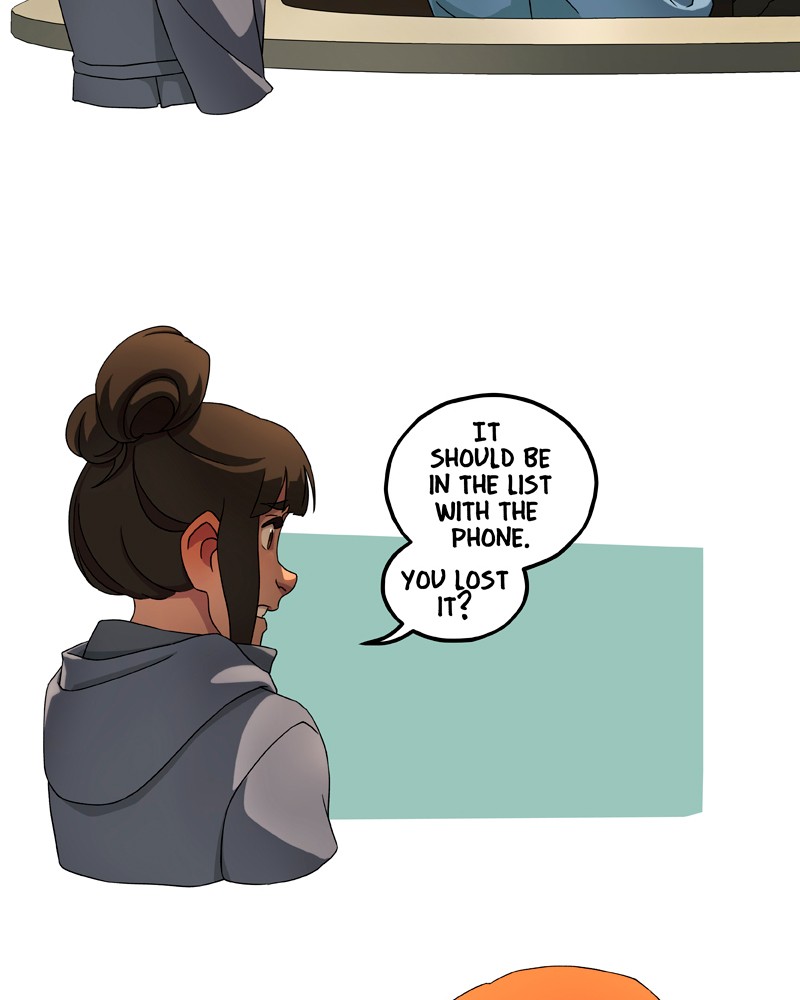 IT
SHOULD BE
IN THE LIST
WITH THE
PHONE.
YOU LOST
IT?